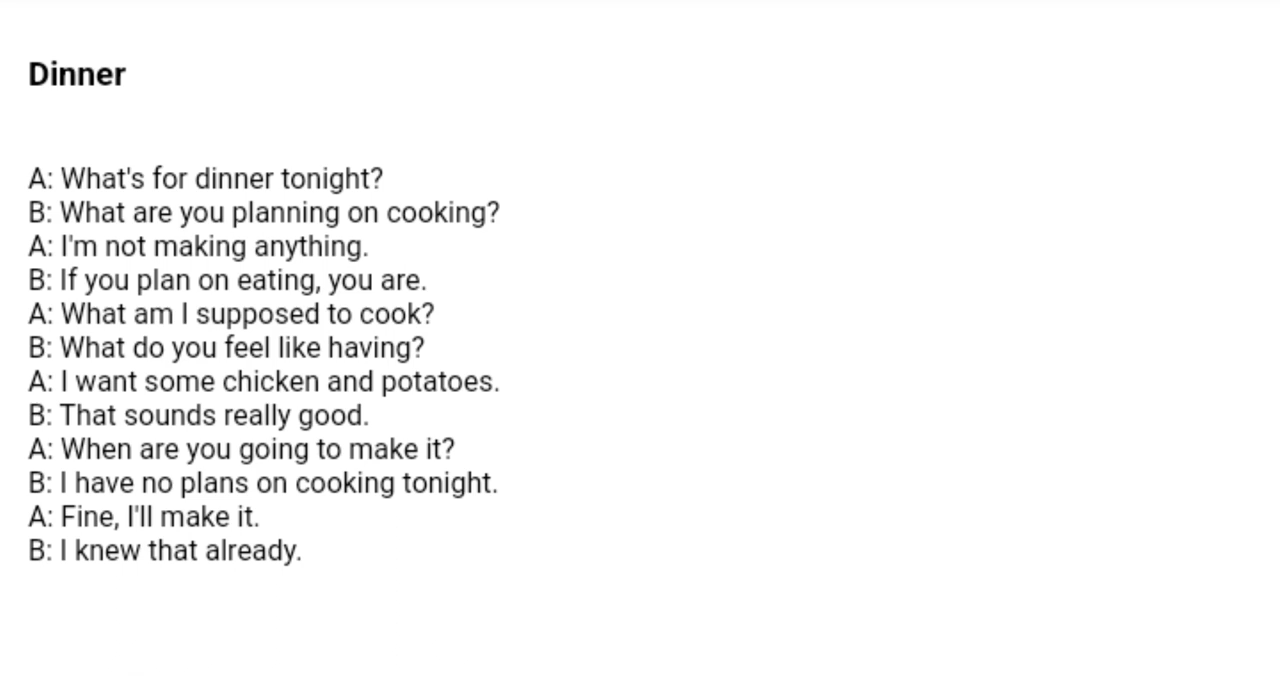 Dinner
A: What's for dinner tonight?
B: What are you planning on cooking?
A: I'm not making anything.
B: If you plan on eating, you are.
A: What am I supposed to cook?
B: What do you feel like having?
A: I want some chicken and potatoes.
B: That sounds really good.
A: When are you going to make it?
B: I have no plans on cooking tonight.
A: Fine, I'll make it.
B: I knew that already.